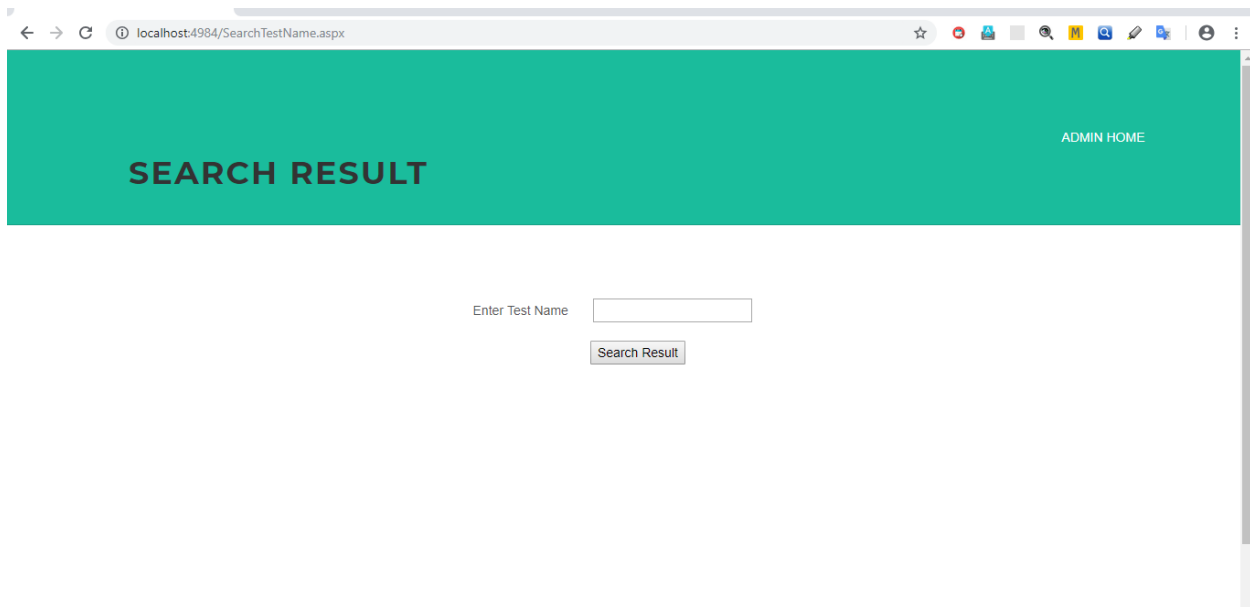 localhost:4984/SearchTestName.aspx
ADMIN HOME
SEARCH RESULT
Enter Test Name
Search Result